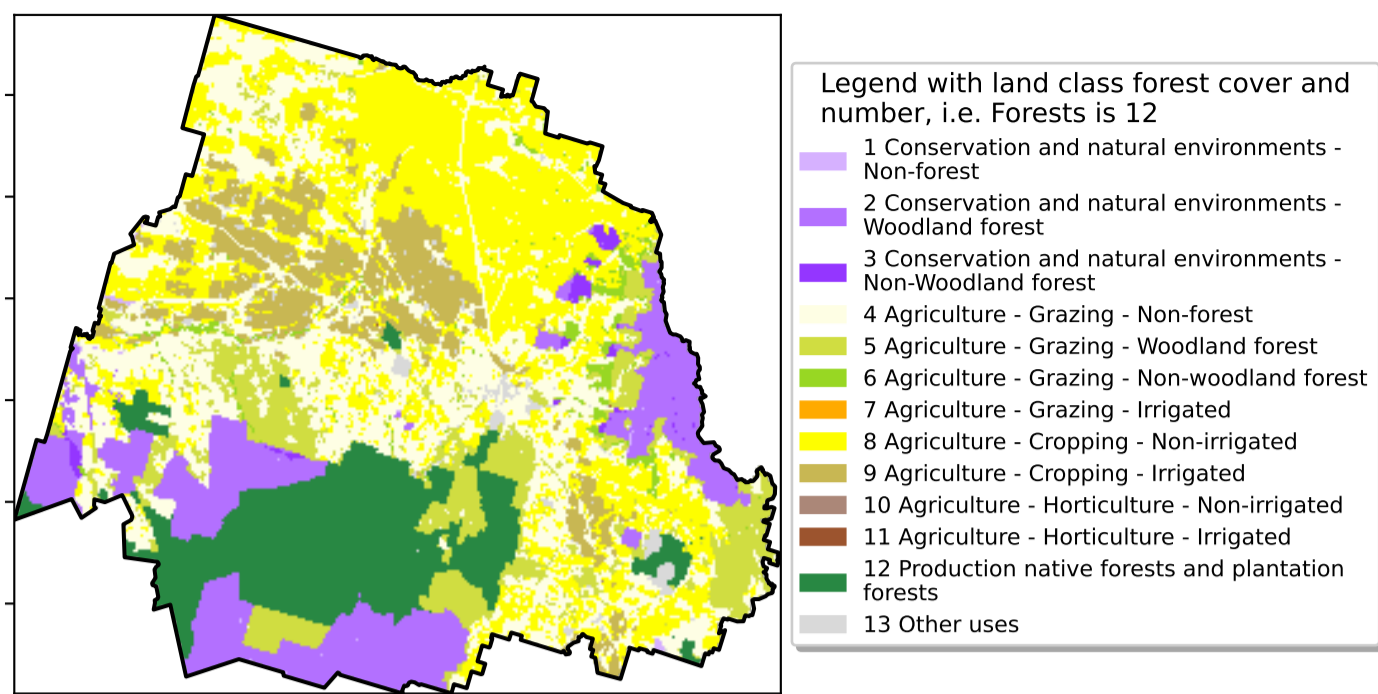 Legend with land class forest cover and
number, i.e. Forests is 12
1 Conservation and natural environments -
Non-forest
2 Conservation and natural environments -
Woodland forest
3 Conservation and natural environments -
Non-Woodland forest
4 Agriculture - Grazing - Non-forest
5 Agriculture - Grazing - Woodland forest
6 Agriculture - Grazing - Non-woodland forest
7 Agriculture - Grazing - Irrigated
8 Agriculture - Cropping - Non-irrigated
9 Agriculture - Cropping - Irrigated
10 Agriculture - Horticulture - Non-irrigated
11 Agriculture - Horticulture - Irrigated
12 Production native forests and plantation
forests
13 Other uses